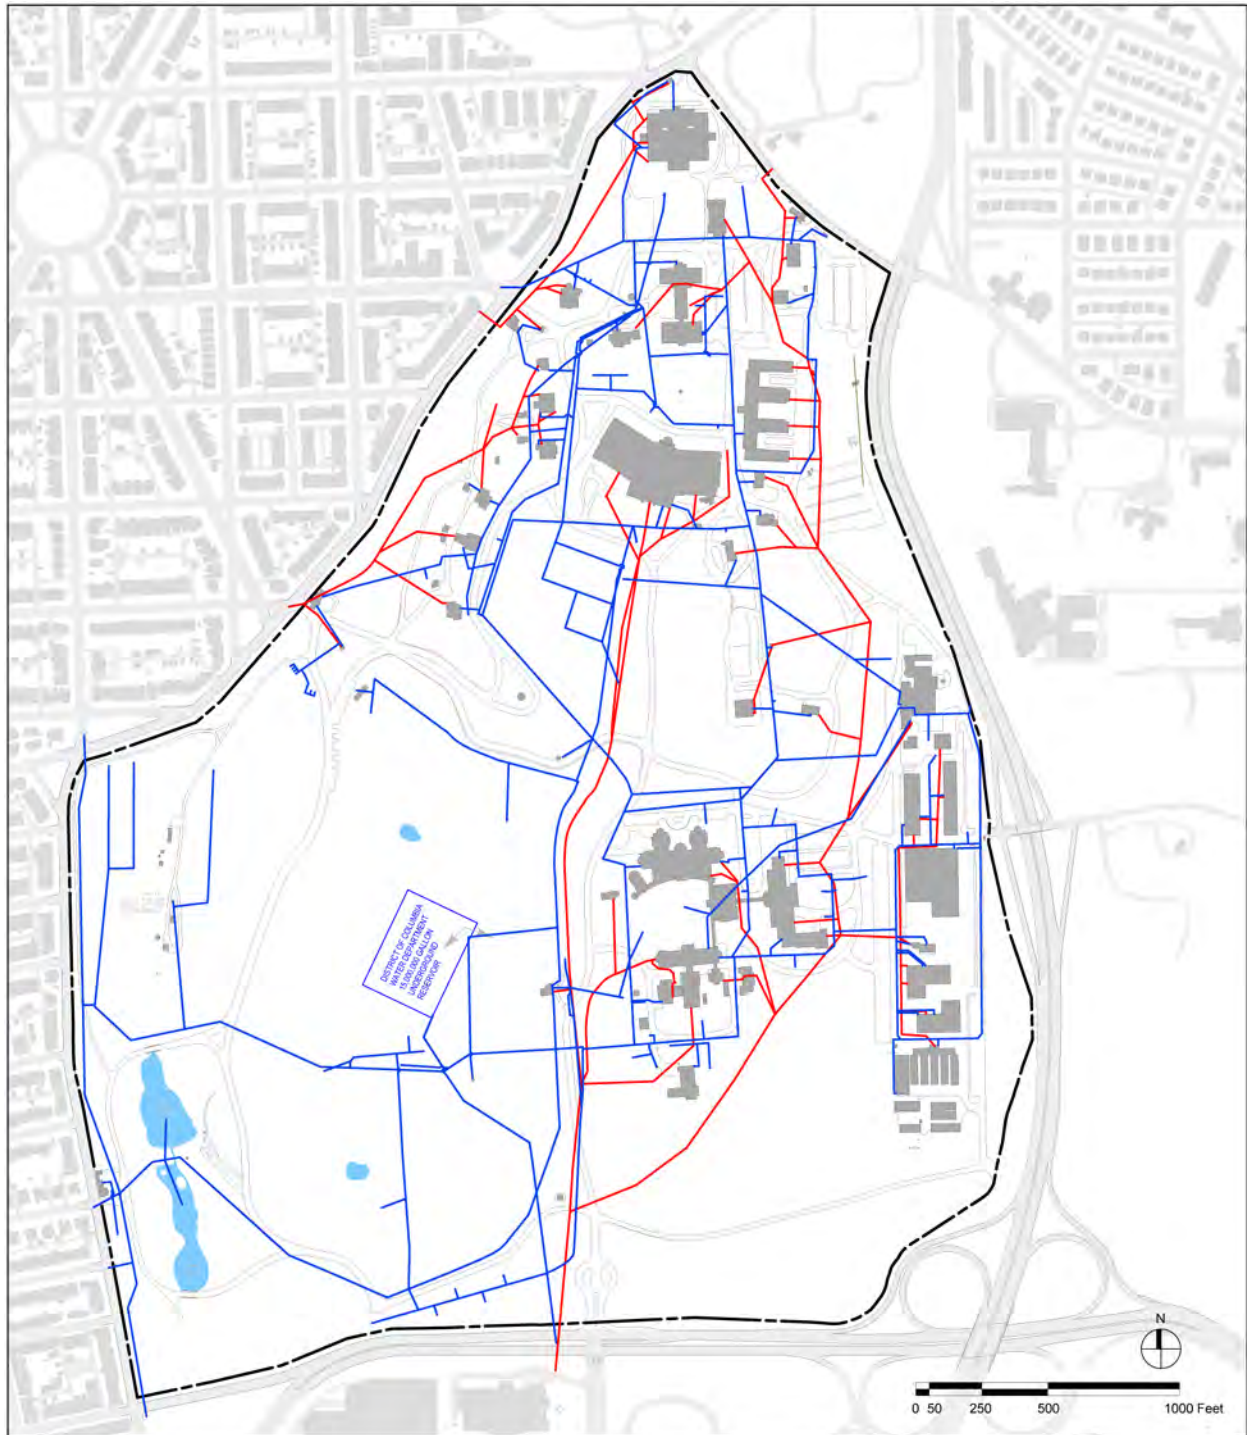 E
E
DISTRICT OF COLUMBIA
WATER DEPARTMENT
15,000,000 GALLON
UNDERGROUND
RESERVOIR
N
0 50 250 500 1000 Feet